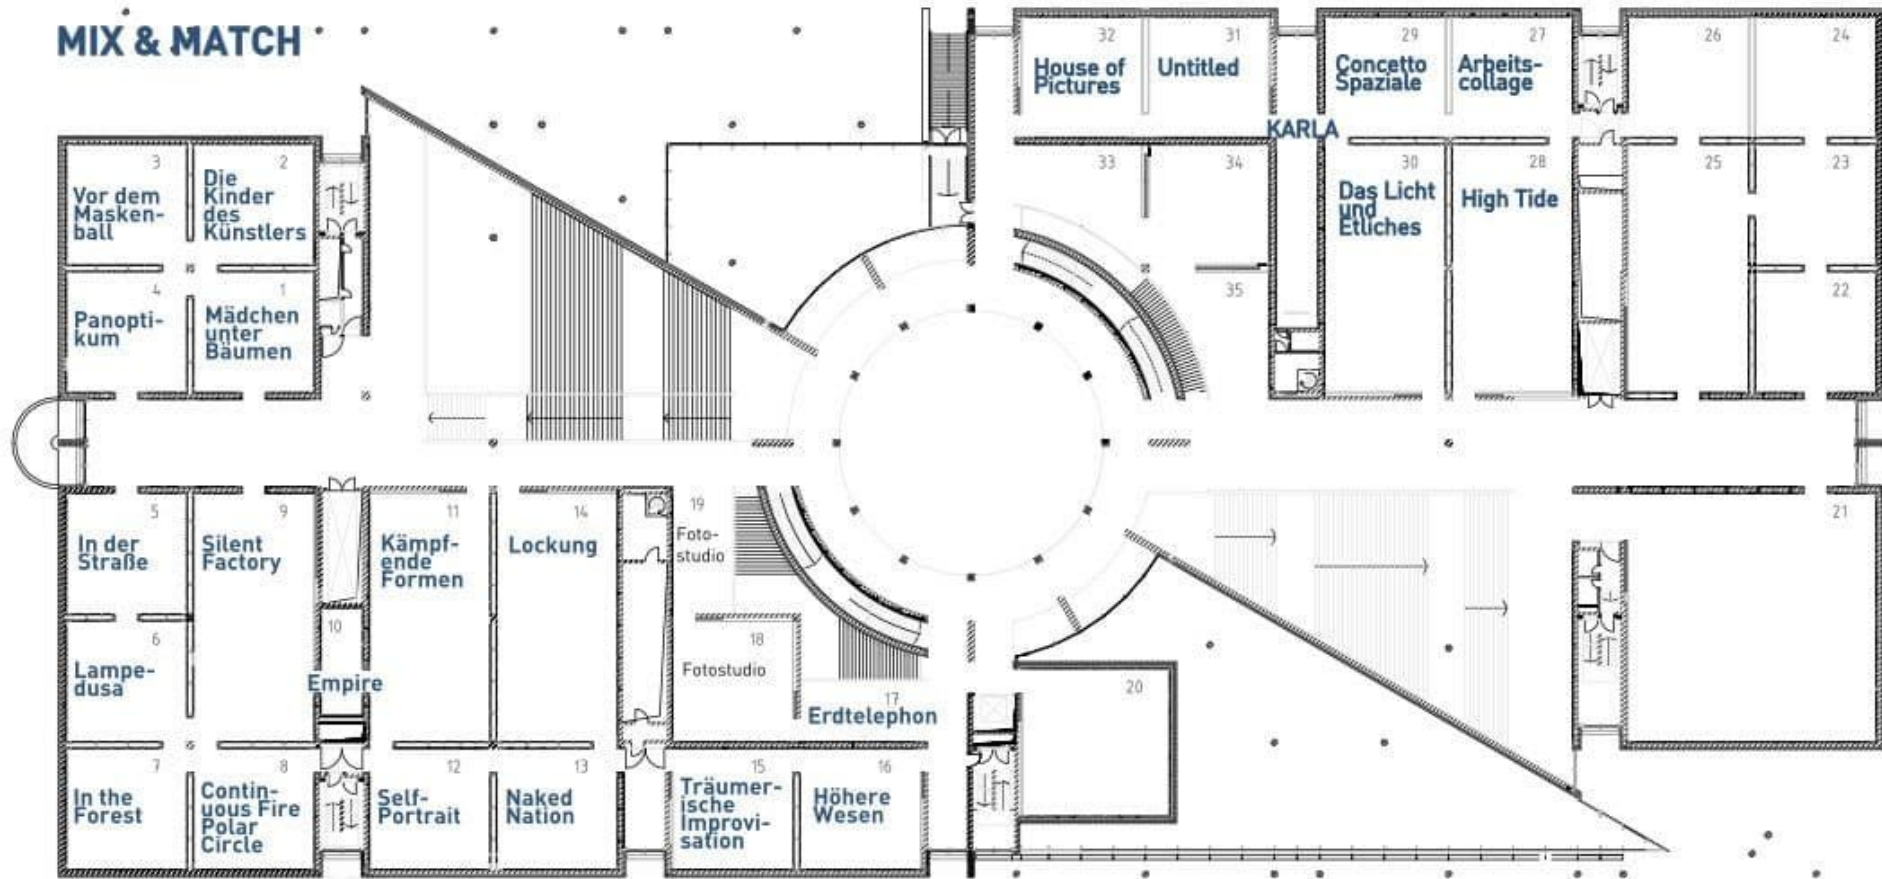 MIX & MATCH
32
House of
Pictures
31
Untitled
29
Concetto
Spaziale
27
Arbeits-
collage
26
24
KARLA
3
Vor dem
Masken-
ball
2
Die
Kinder
des
Künstlers
33
34
30
Das Licht
und
Etliches
28
High Tide
25
23
4
Panopti-
kum
1
Mädchen
unter
Bäumen
35
22
5
In der
Straße
9
Silent
Factory
11
Kämpf-
ende
Formen
14
Lockung
19
Foto-
studio
21
6
Lampe-
dusa
10
Empire
18
Fotostudio
17
Erdtelephon
20
7
In the
Forest
8
Contin-
uous Fire
Polar
Circle
12
Self-
Portrait
13
Naked
Nation
15
Träumer-
ische
Improvi-
sation
16
Höhere
Wesen